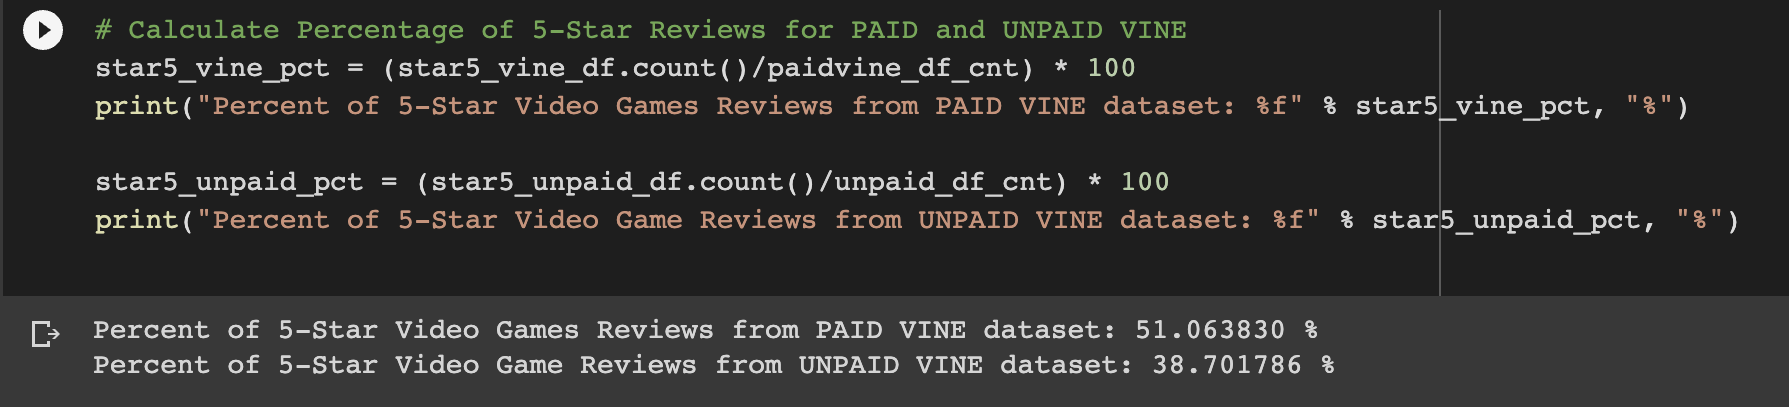 # Calculate Percentage of 5-Star Reviews for PAID and UNPAID VINE
star5_vine_pct = (star5_vine_df.count()/paidvine_df_cnt) * 100
print("Percent of 5-Star Video Games Reviews from PAID VINE dataset: %f" % star5_vine_pct, "%")
star5_unpaid_pct = (star5_unpaid_df.count()/unpaid_df_cnt) * 100
print("Percent of 5-Star Video Game Reviews from UNPAID VINE dataset: %f" % star5_unpaid_pct, "%")
Percent of 5-Star Video Games Reviews from PAID VINE dataset: 51.063830 %
Percent of 5-Star Video Game Reviews from UNPAID VINE dataset: 38.701786 %